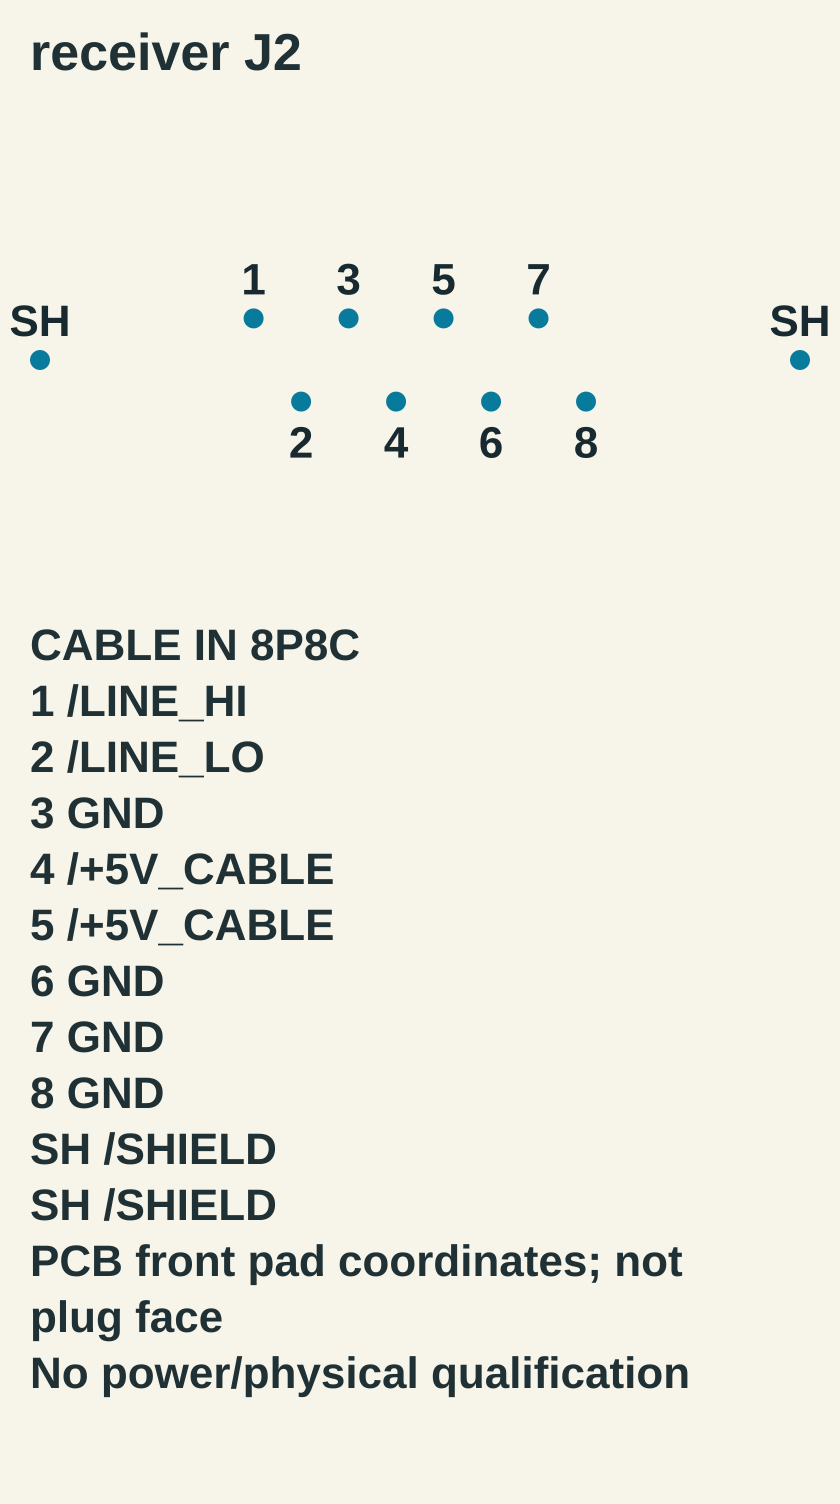 receiver J2
1 3 5 7
SH SH
2 4 6 8
CABLE IN 8P8C
1 /LINE_HI
2 /LINE_LO
3 GND
4 /+5V_CABLE
5 /+5V_CABLE
6 GND
7 GND
8 GND
SH /SHIELD
SH /SHIELD
PCB front pad coordinates; not
plug face
No power/physical qualification